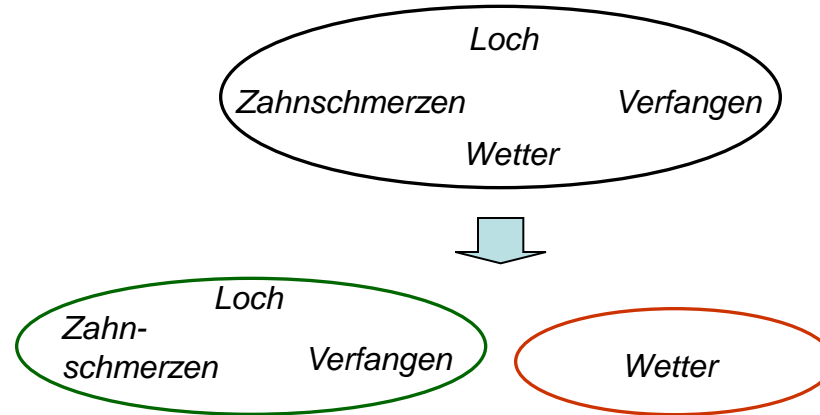 Loch
Zahnschmerzen Verfangen
Wetter
Loch
Zahn-
schmerzen
Verfangen
Wetter